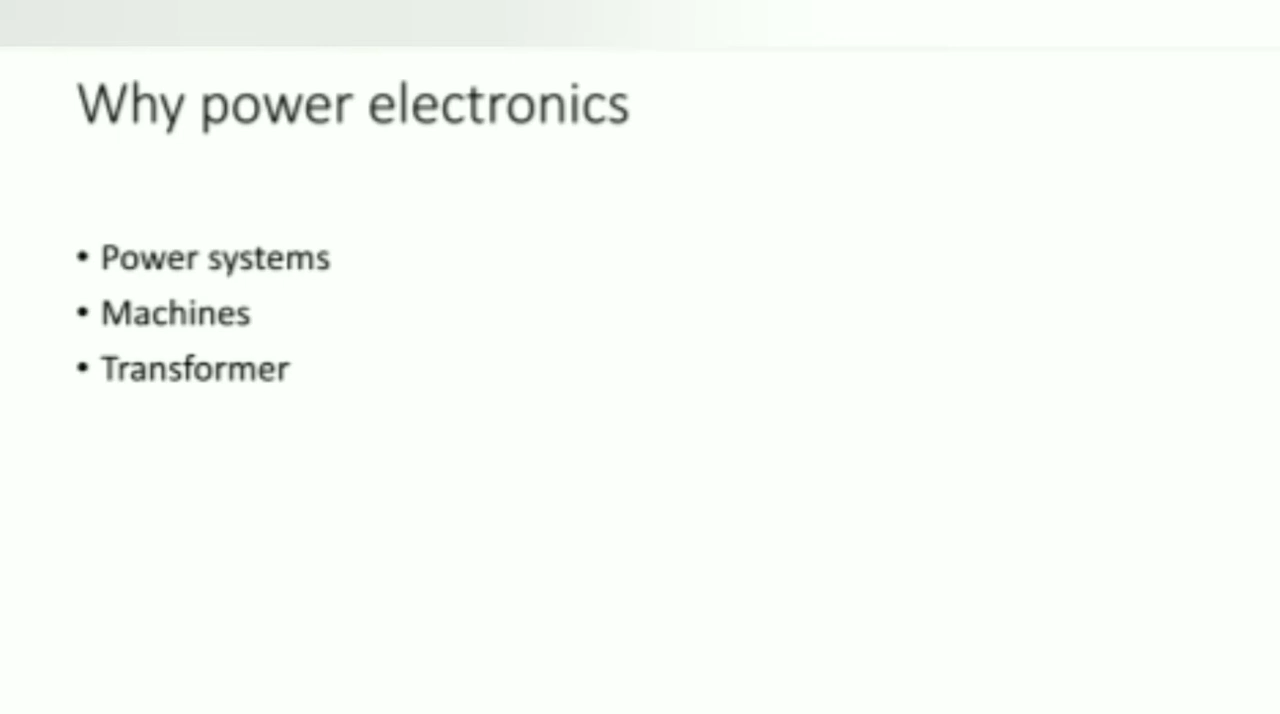 Why power electronics
• Power systems
• Machines
• Transformer